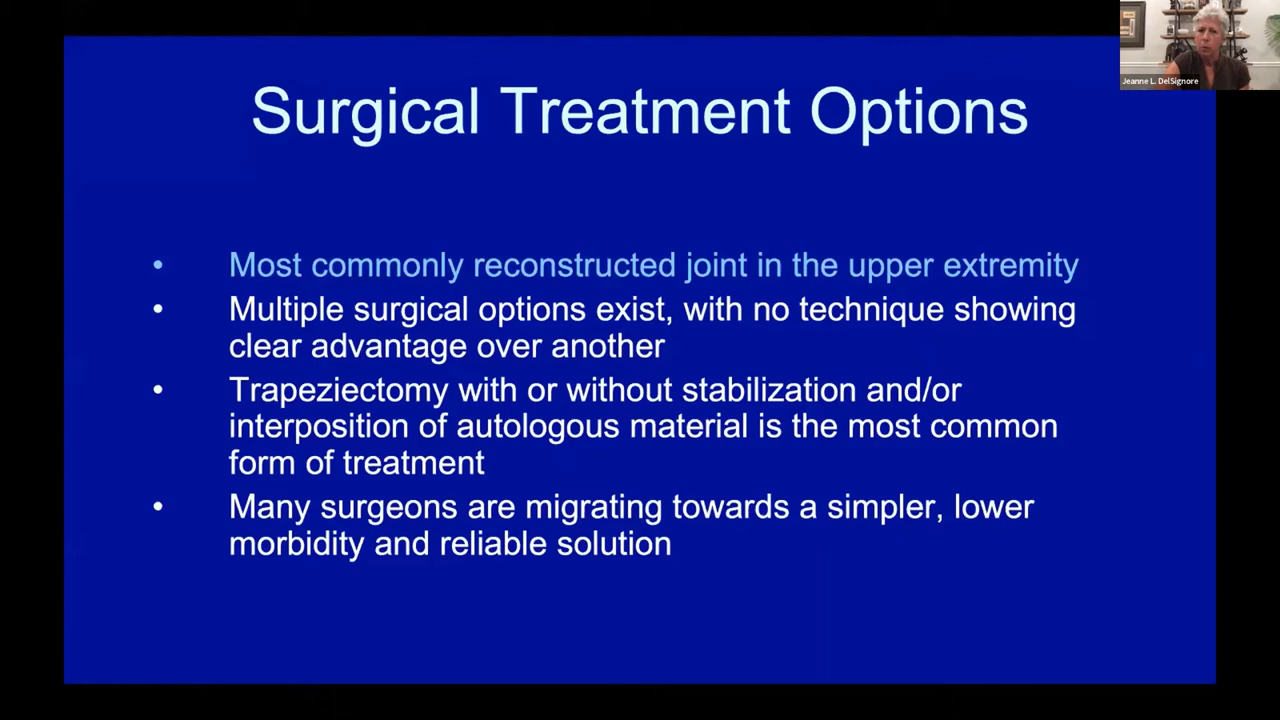 Jeanne L. DelSignore
Surgical Treatment Options
• Most commonly reconstructed joint in the upper extremity
• Multiple surgical options exist, with no technique showing
clear advantage over another
• Trapeziectomy with or without stabilization and/or
interposition of autologous material is the most common
form of treatment
• Many surgeons are migrating towards a simpler, lower
morbidity and reliable solution